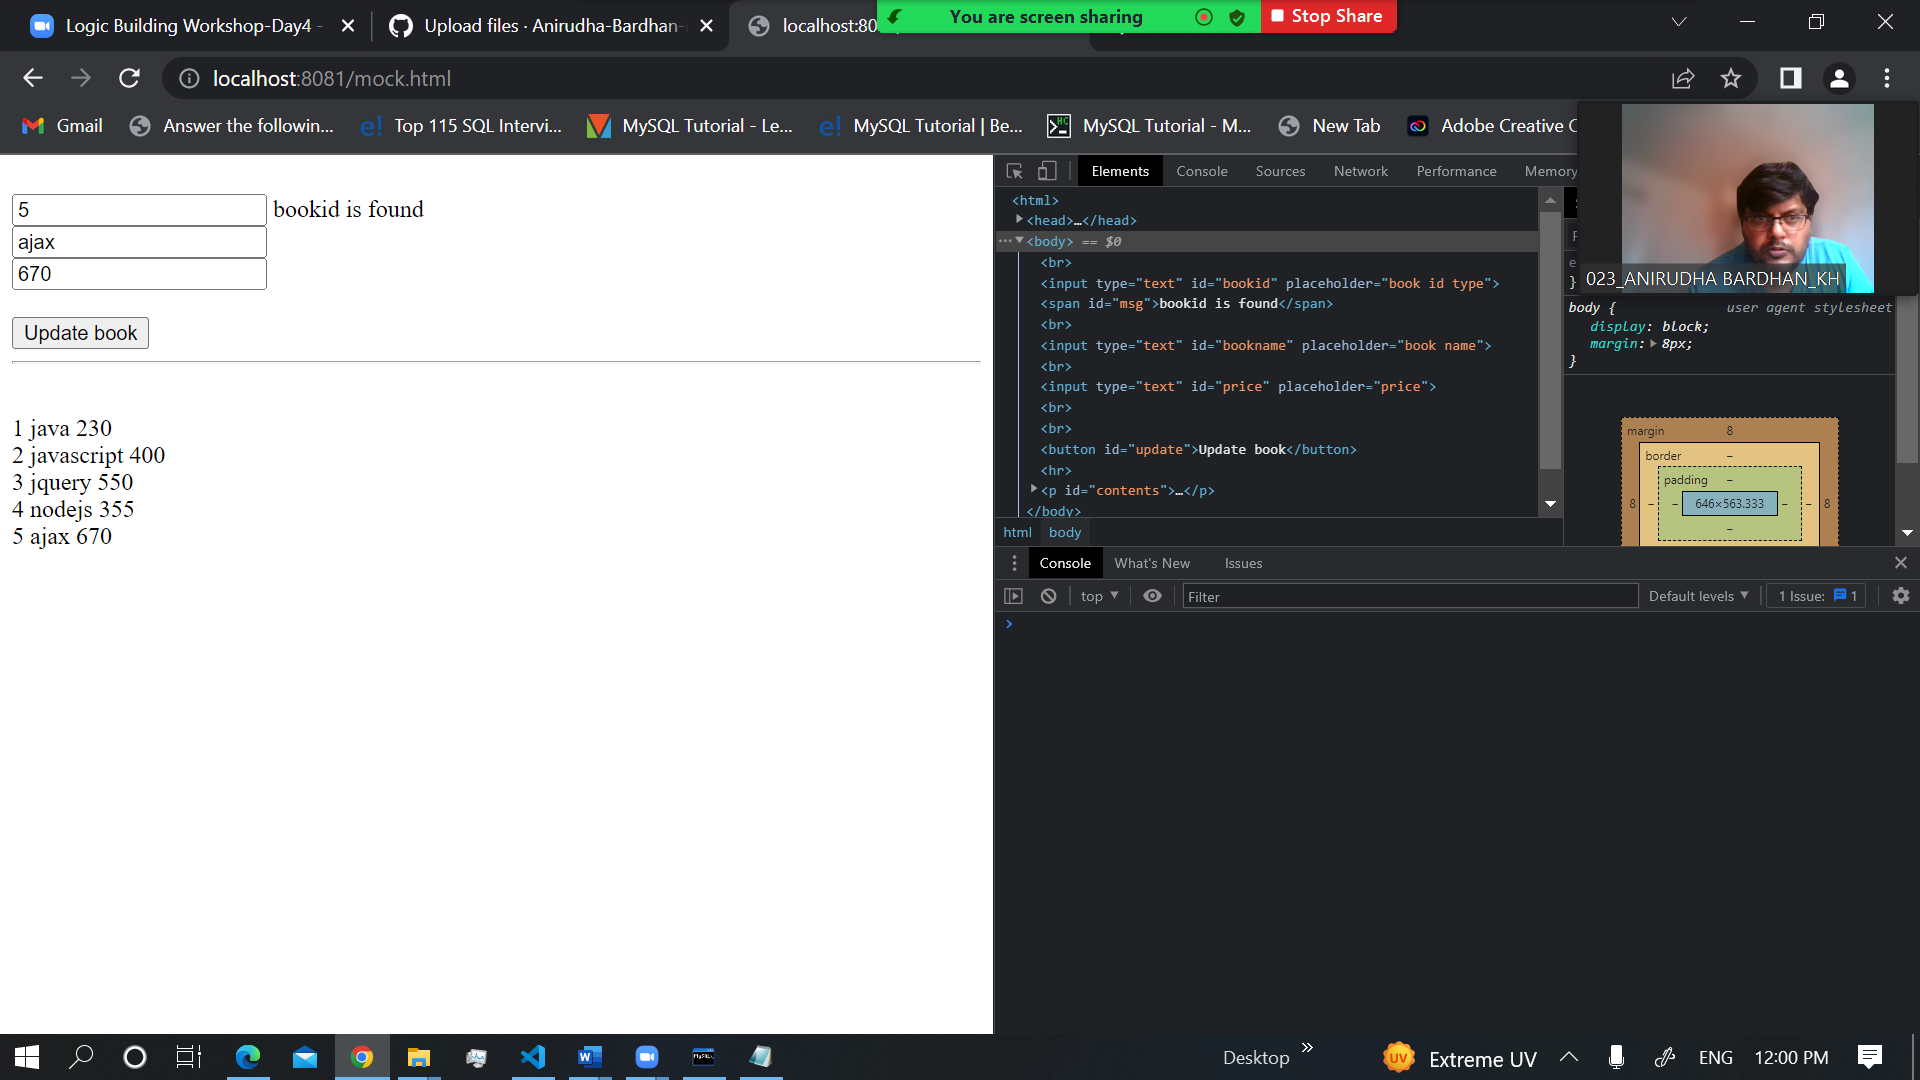 Logic Building Workshop-Day4 -
Upload files · Anirudha-Bardhan-
localhost:80
You are screen sharing
Stop Share
localhost:8081/mock.html
Gmail
Answer the followin...
Top 115 SQL Intervi...
MySQL Tutorial - Le...
MySQL Tutorial | Be...
MySQL Tutorial - M...
New Tab
Adobe Creative C
5
bookid is found
ajax
670
Update book
1 java 230
2 javascript 400
3 jquery 550
4 nodejs 355
5 ajax 670
Elements
Console
Sources
Network
Performance
Memory
<html>
<head>…</head>
<body> == $0
<br>
<input type="text" id="bookid" placeholder="book id type">
<span id="msg">bookid is found</span>
<br>
<input type="text" id="bookname" placeholder="book name">
<br>
<input type="text" id="price" placeholder="price">
<br>
<br>
<button id="update">Update book</button>
<hr>
<p id="contents">…</p>
</body>
html
body
023_ANIRUDHA BARDHAN_KH
}
body {
user agent stylesheet
display: block;
margin: 8px;
}
margin
8
border
–
padding
–
8
–
–
646×563.333
–
–
8
–
Console
What's New
Issues
top
Filter
Default levels
1 Issue:
1
Desktop
UV
Extreme UV
ENG
12:00 PM